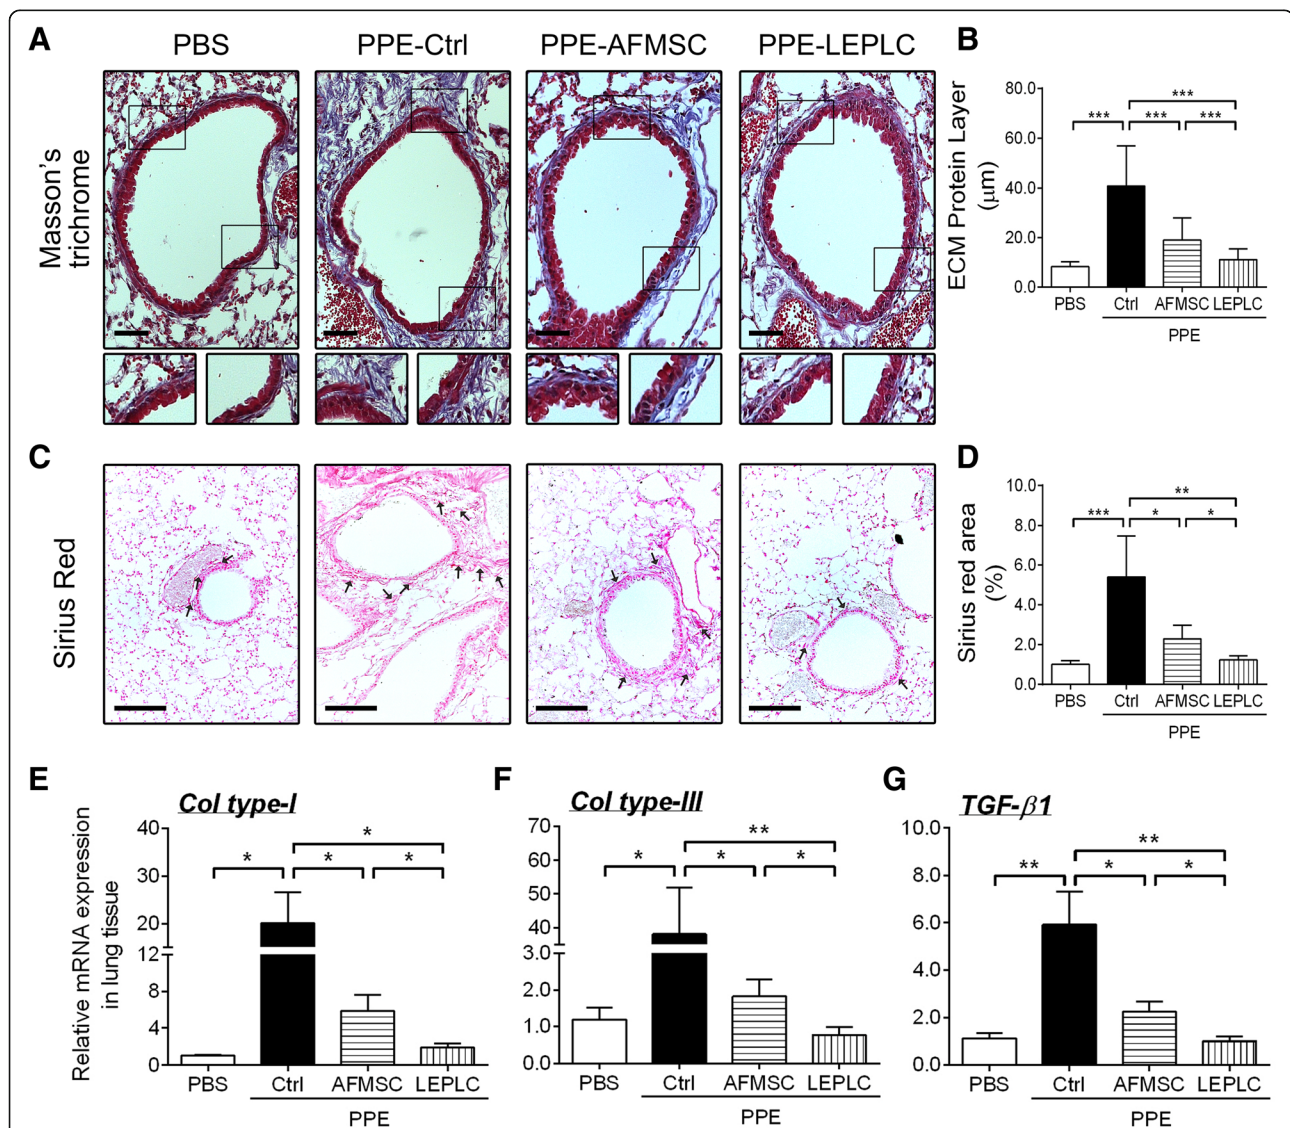 A
PBS
PPE-Ctrl
PPE-AFMSC
PPE-LEPLC
Masson's
trichrome
B
ECM Protein Layer
(μm)
80.0
60.0
40.0
20.0
0.0
***
*** *** ***
PBS Ctrl AFMSC LEPLC
PPE
C
Sirius Red
D
Sirius red area
(%)
10.0
8.0
6.0
4.0
2.0
0.0
**
*** * *
PBS Ctrl AFMSC LEPLC
PPE
E
Col type-I
Relative mRNA expression
in lung tissue
40
30
20
12
8
4
0
*
* * *
PBS Ctrl AFMSC LEPLC
PPE
F
Col type-III
70
60
50
40
3.0
2.0
1.0
0.0
**
* * *
PBS Ctrl AFMSC LEPLC
PPE
G
TGF-β1
10.0
8.0
6.0
4.0
2.0
0.0
**
** * *
PBS Ctrl AFMSC LEPLC
PPE